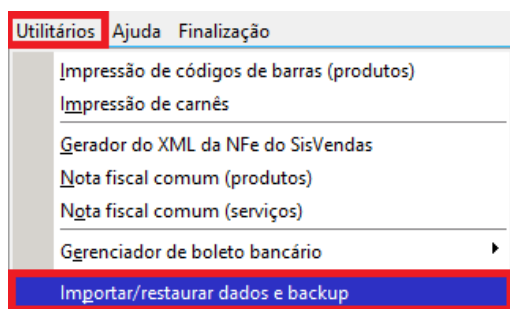 Utilitários Ajuda Finalização
Impressão de códigos de barras (produtos)
Impressão de carnês
Gerador do XML da NFe do SisVendas
Nota fiscal comum (produtos)
Nota fiscal comum (serviços)
Gerenciador de boleto bancário
Importar/restaurar dados e backup